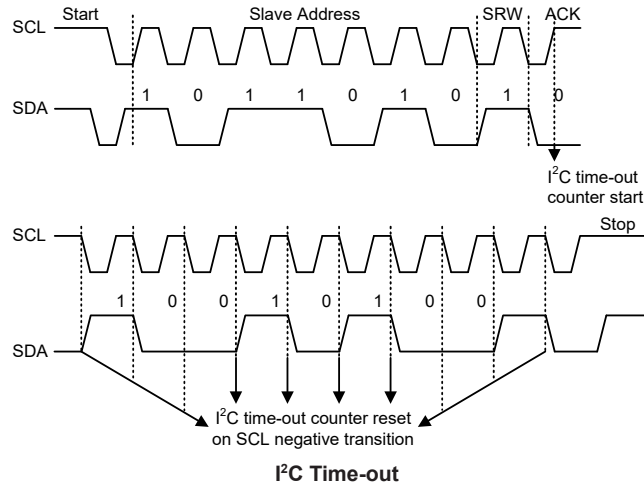 Start Slave Address SRW ACK
SCL
1 0 1 1 0 1 0 1 0
SDA
I²C time-out
counter start
Stop
SCL
1 0 0 1 0 1 0 0
SDA
I²C time-out counter reset
on SCL negative transition
I²C Time-out